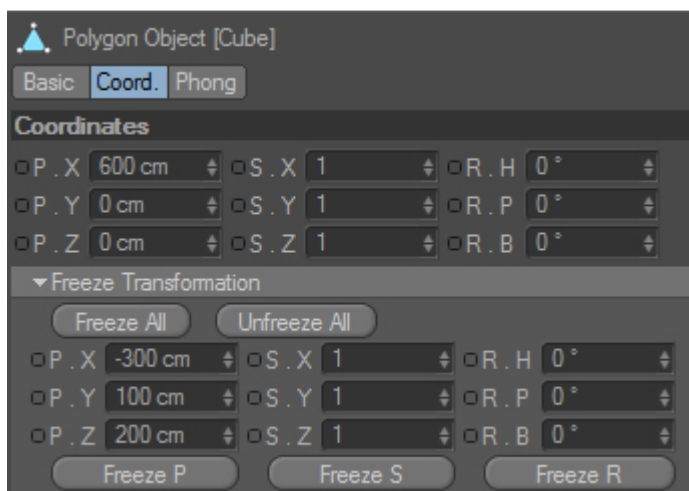 Polygon Object [Cube]
Basic Coord. Phong
Coordinates
P . X 600 cm S . X 1 R . H 0 °
P . Y 0 cm S . Y 1 R . P 0 °
P . Z 0 cm S . Z 1 R . B 0 °
Freeze Transformation
Freeze All Unfreeze All
P . X -300 cm S . X 1 R . H 0 °
P . Y 100 cm S . Y 1 R . P 0 °
P . Z 200 cm S . Z 1 R . B 0 °
Freeze P Freeze S Freeze R